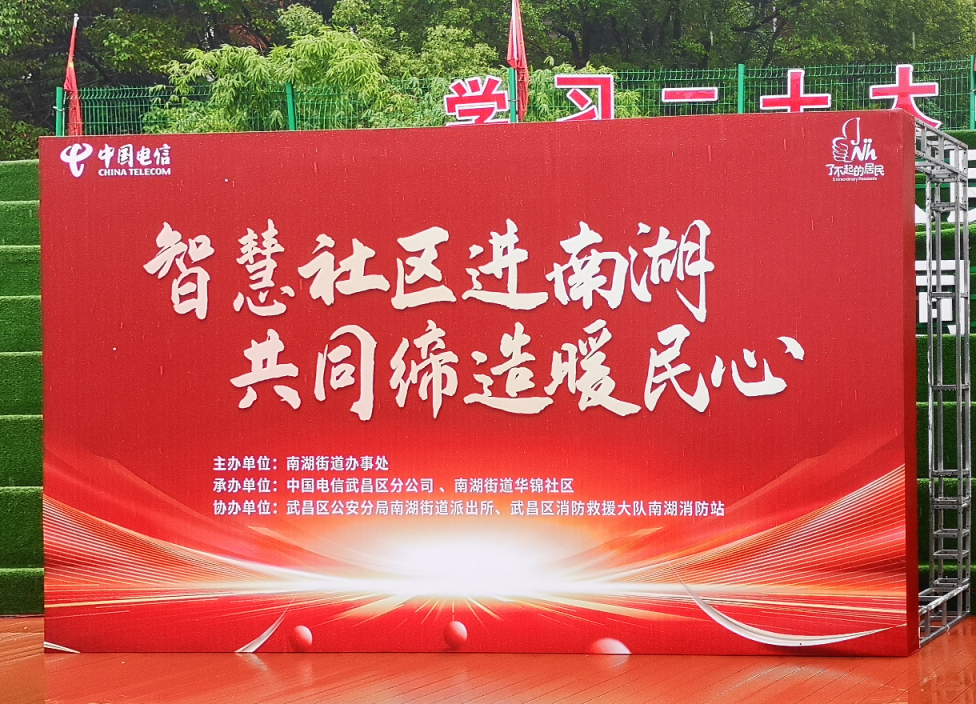 学习二十大
中国电信
CHINA TELECOM
Nh
了不起的居民
Extraordinary Residents
智慧社区进南湖
共同缔造暖民心
主办单位：南湖街道办事处
承办单位：中国电信武昌区分公司 、南湖街道华锦社区
协办单位：武昌区公安分局南湖街道派出所、武昌区消防救援大队南湖消防站